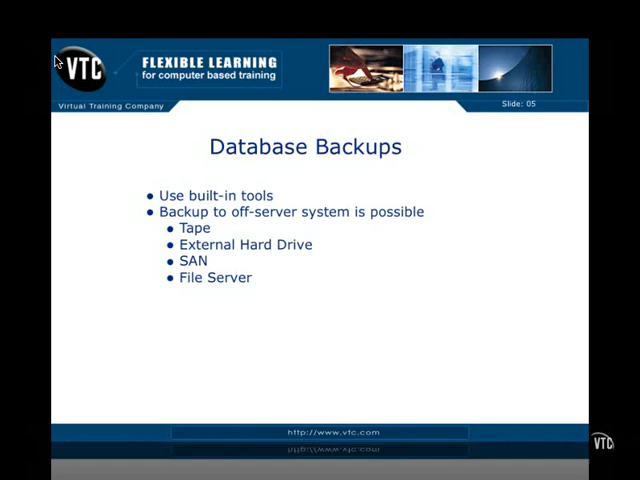 VTC
FLEXIBLE LEARNING
for computer based training
Virtual Training Company
Slide: 05
Database Backups
• Use built-in tools
• Backup to off-server system is possible
• Tape
• External Hard Drive
• SAN
• File Server
http://www.vtc.com
VTC